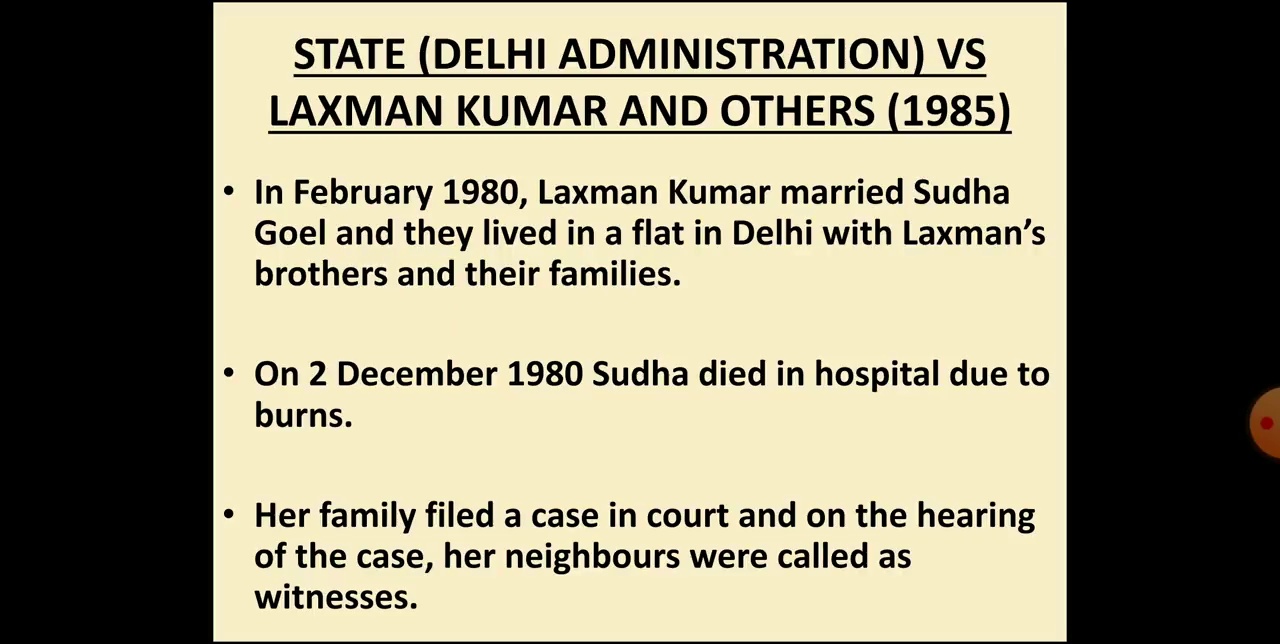 STATE (DELHI ADMINISTRATION) VS
LAXMAN KUMAR AND OTHERS (1985)
• In February 1980, Laxman Kumar married Sudha
Goel and they lived in a flat in Delhi with Laxman’s
brothers and their families.
• On 2 December 1980 Sudha died in hospital due to
burns.
• Her family filed a case in court and on the hearing
of the case, her neighbours were called as
witnesses.